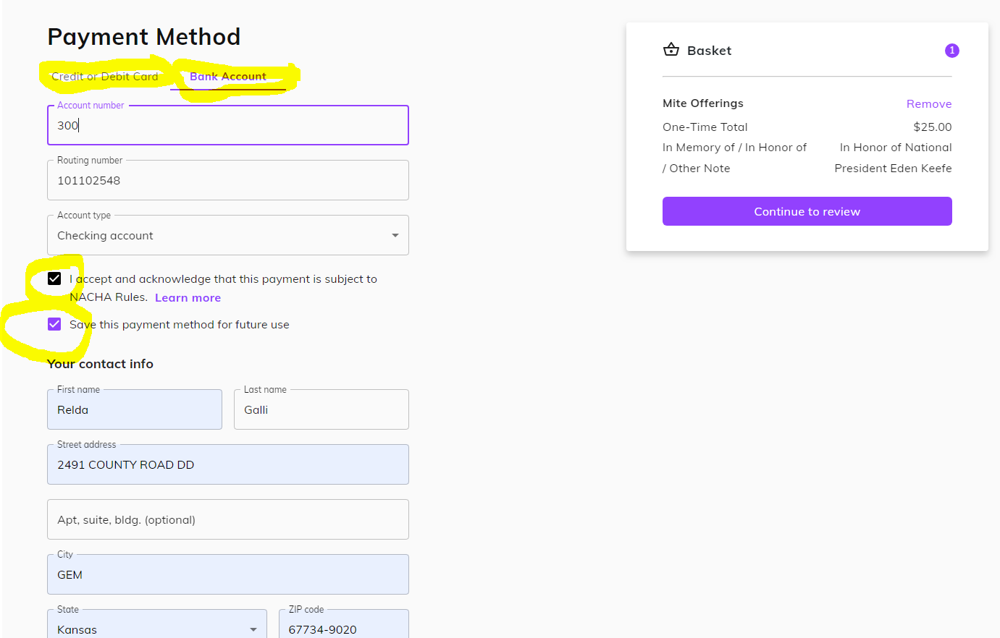 Payment Method
Credit or Debit Card
Bank Account
Account number
300
Routing number
101102548
Account type
Checking account
I accept and acknowledge that this payment is subject to
NACHA Rules. Learn more
Save this payment method for future use
Your contact info
First name
Relda
Last name
Galli
Street address
2491 COUNTY ROAD DD
Apt, suite, bldg. (optional)
City
GEM
State
Kansas
ZIP code
67734-9020
Basket
1
Mite Offerings
Remove
One-Time Total
$25.00
In Memory of / In Honor of
/ Other Note
In Honor of National
President Eden Keefe
Continue to review